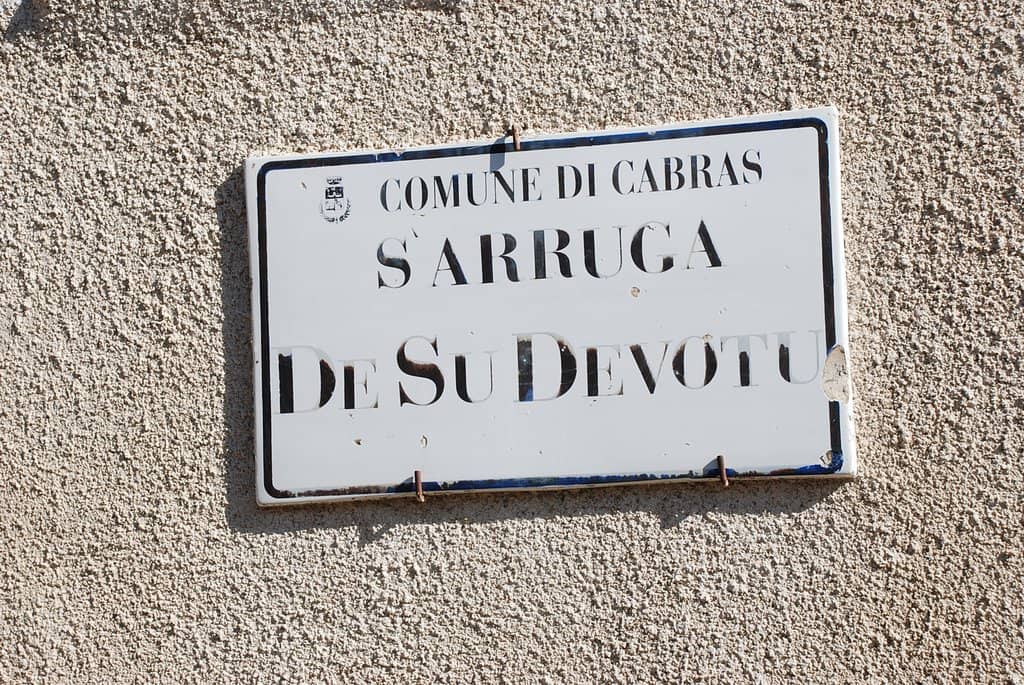 COMUNE DI CABRAS
S'ARRUGA
DE SU DEVOTU